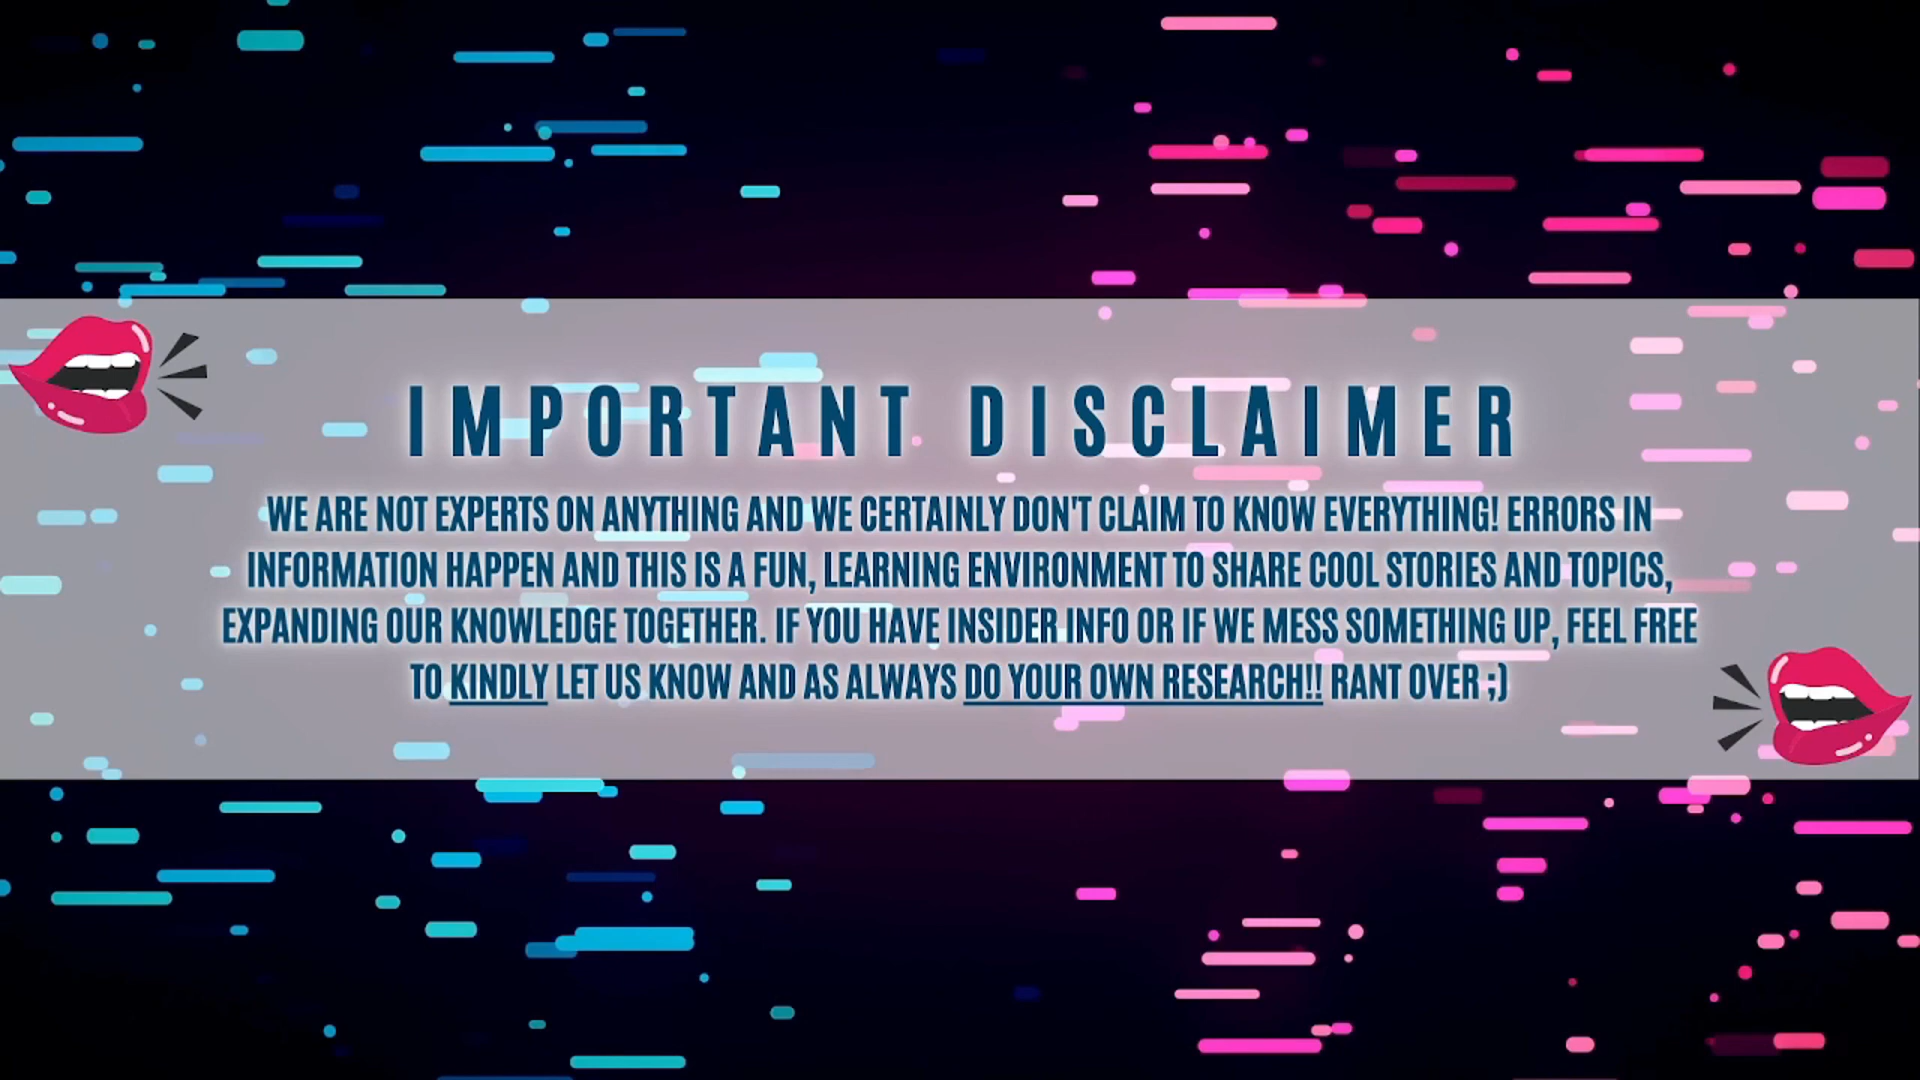 IMPORTANT DISCLAIMER
WE ARE NOT EXPERTS ON ANYTHING AND WE CERTAINLY DON'T CLAIM TO KNOW EVERYTHING! ERRORS IN
INFORMATION HAPPEN AND THIS IS A FUN, LEARNING ENVIRONMENT TO SHARE COOL STORIES AND TOPICS,
EXPANDING OUR KNOWLEDGE TOGETHER. IF YOU HAVE INSIDER INFO OR IF WE MESS SOMETHING UP, FEEL FREE
TO KINDLY LET US KNOW AND AS ALWAYS DO YOUR OWN RESEARCH!! RANT OVER ;)